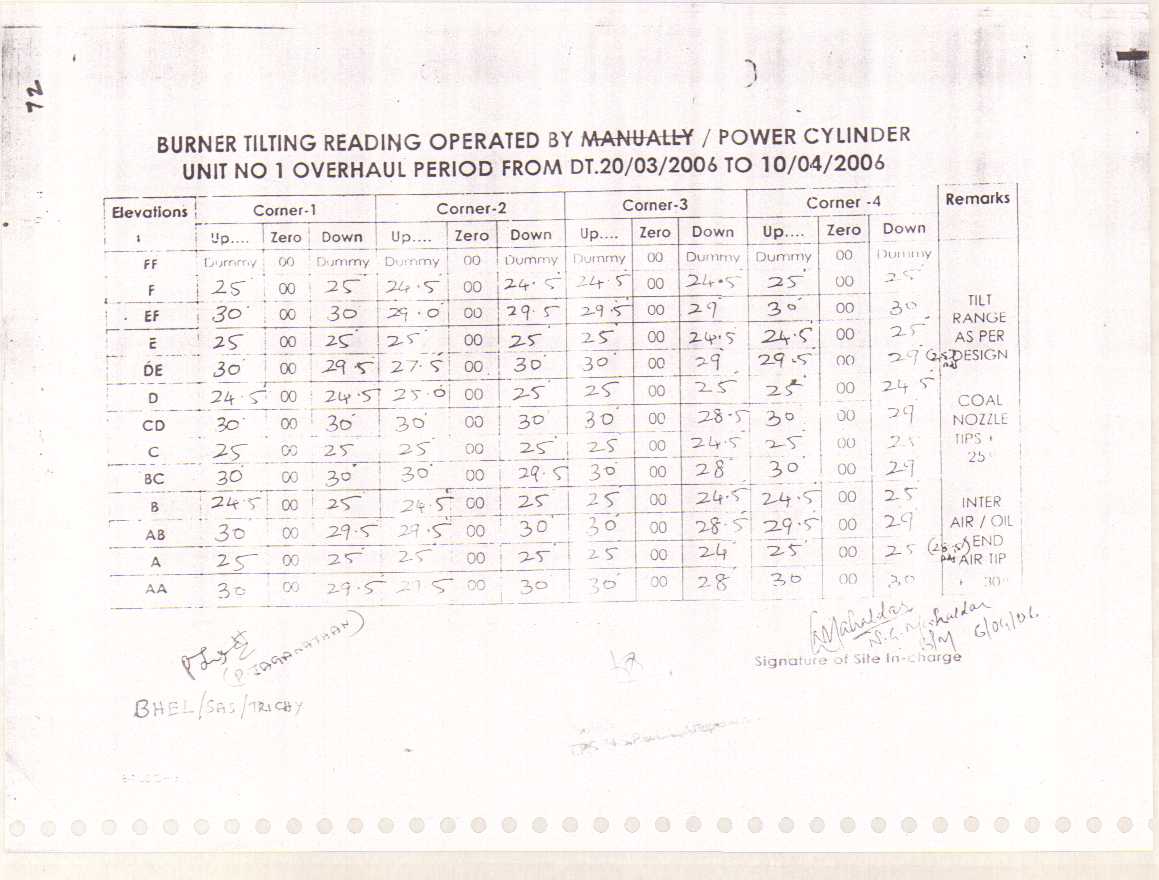 72
BURNER TILTING READING OPERATED BY MANUALLY / POWER CYLINDER
UNIT NO 1 OVERHAUL PERIOD FROM DT.20/03/2006 TO 10/04/2006
Elevations Corner-1 Corner-2 Corner-3 Corner -4 Remarks
Up.... Zero Down Up.... Zero Down Up.... Zero Down Up.... Zero Down
FF Dummy 00 Dummy Dummy 00 Dummy Dummy 00 Dummy Dummy 00 Dummy
F 25° 00 25° 24.5° 00 24.5° 24.5° 00 24.5° 25° 00 25°
EF 30° 00 30 29.0° 00 29.5 29.5° 00 29° 30° 00 30°
E 25 00 25° 25° 00 25° 25° 00 24.5 24.5° 00 25°
DE 30° 00 29.5° 27.5° 00 30° 30° 00 29° 29.5° 00 29°
D 24.5° 00 24.5° 25.0° 00 25° 25° 00 25° 25° 00 24.5°
CD 30° 00 30° 30° 00 30° 30° 00 28.5 30 00 29°
C 25 00 25 25° 00 25° 25° 00 24.5° 25° 00 25
BC 30 00 30° 30° 00 29.5 30° 00 28° 30° 00 29°
B 24.5° 00 25° 24.5° 00 25 25° 00 24.5 24.5 00 25
AB 30 00 29.5 29.5° 00 30° 30° 00 28.5 29.5° 00 29°
A 25 00 25° 25° 00 25° 25° 00 24° 25° 00 25
AA 30 00 29.5° 00 30 30° 00 28° 30 00 30
TILT
RANGE
AS PER
DESIGN
COAL
NOZZLE
TIPS
25°
INTER
AIR / OIL
END
AIR TIP
30°
(P. JAGANATHAN)
BHEL/SAS/TRICHY
6/04/06.
Signature of Site In-charge